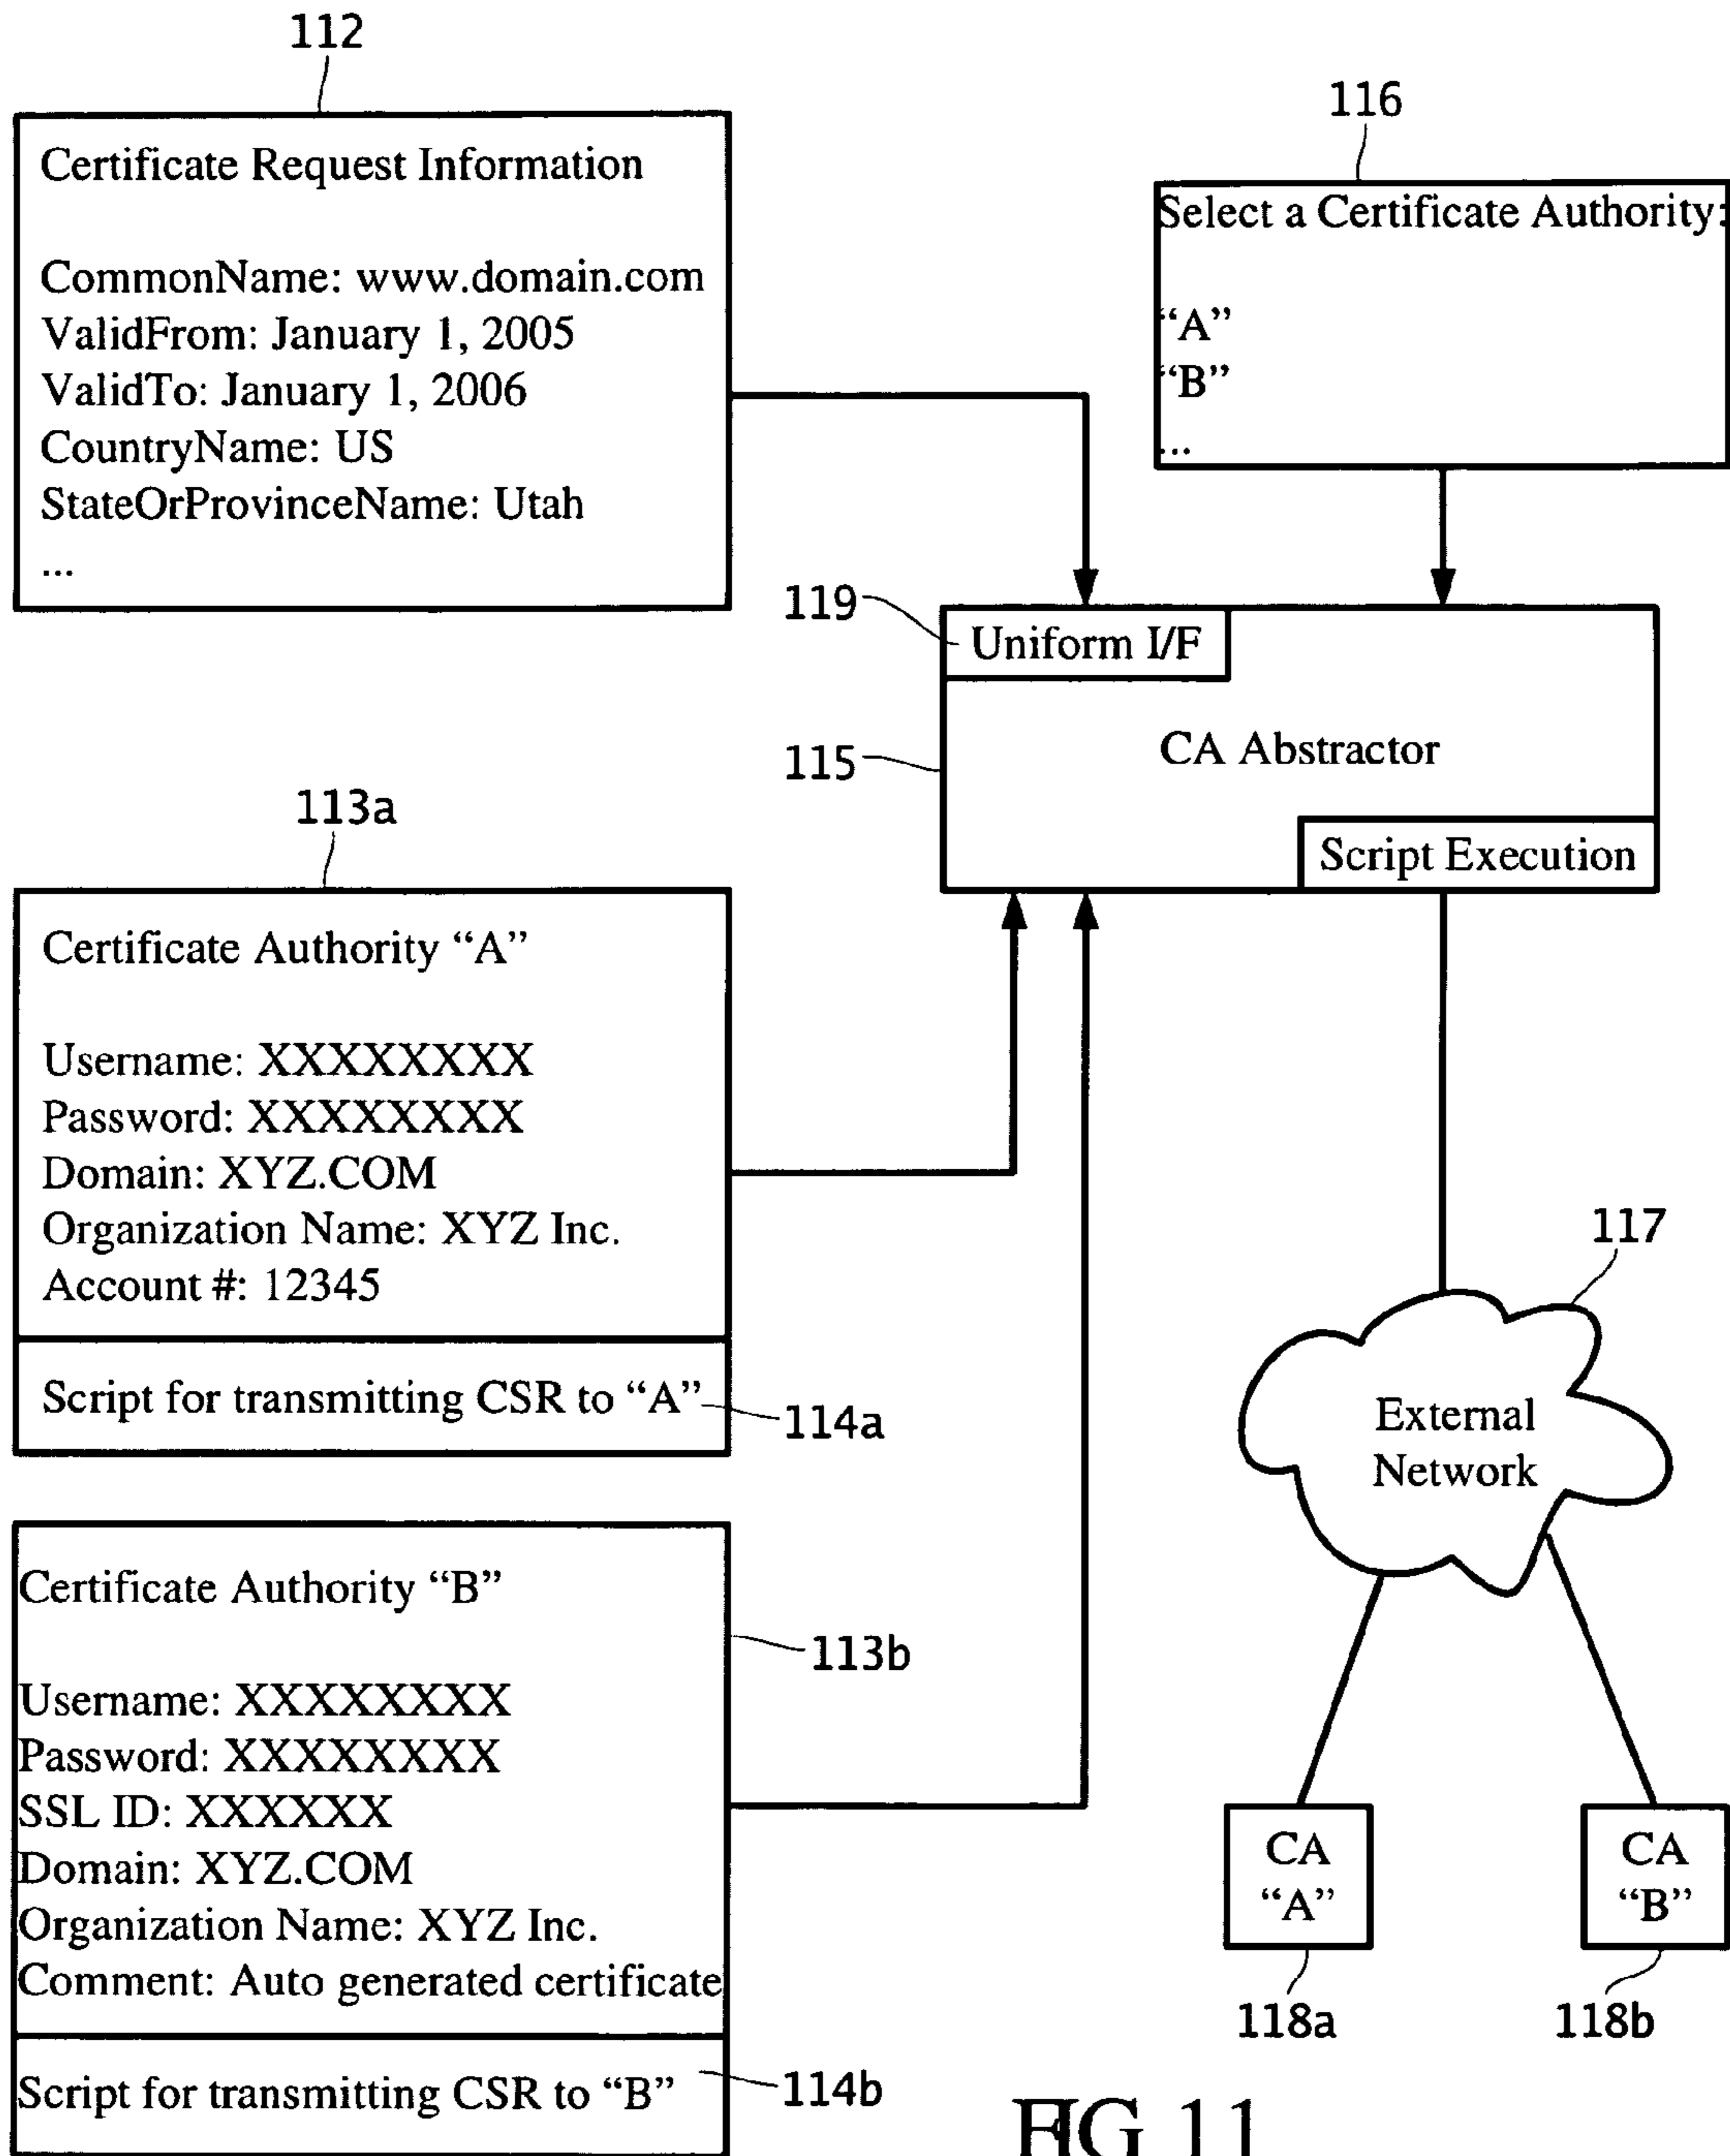 112
Certificate Request Information
CommonName: www.domain.com
ValidFrom: January 1, 2005
ValidTo: January 1, 2006
CountryName: US
StateOrProvinceName: Utah
...
116
Select a Certificate Authority:
“A”
“B”
...
119
Uniform I/F
115
CA Abstractor
Script Execution
113a
Certificate Authority “A”
Username: XXXXXXXX
Password: XXXXXXXX
Domain: XYZ.COM
Organization Name: XYZ Inc.
Account #: 12345
Script for transmitting CSR to “A”
114a
113b
Certificate Authority “B”
Username: XXXXXXXX
Password: XXXXXXXX
SSL ID: XXXXXX
Domain: XYZ.COM
Organization Name: XYZ Inc.
Comment: Auto generated certificate
Script for transmitting CSR to “B”
114b
117
External
Network
CA
“A”
118a
CA
“B”
118b
FIG 11